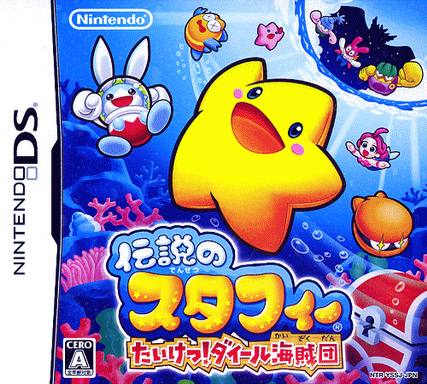 Nintendo
NINTENDO DS
伝説の
でんせつ
スタフィー®
かい ぞく だん
たいけつ!ダイール海賊団
CERO
A
?
NTR-YSSJ-JPN